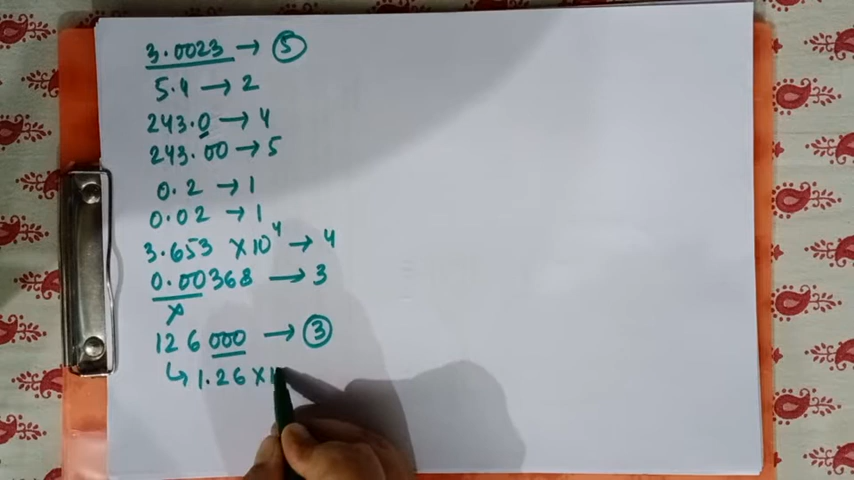 3.0023 → 5
5.4 → 2
243.0 → 4
243.00 → 5
0.2 → 1
0.02 → 1
3.653 × 10⁴ → 4
0.00368 → 3
x
126000 → 3
↳ 1.26 × 1